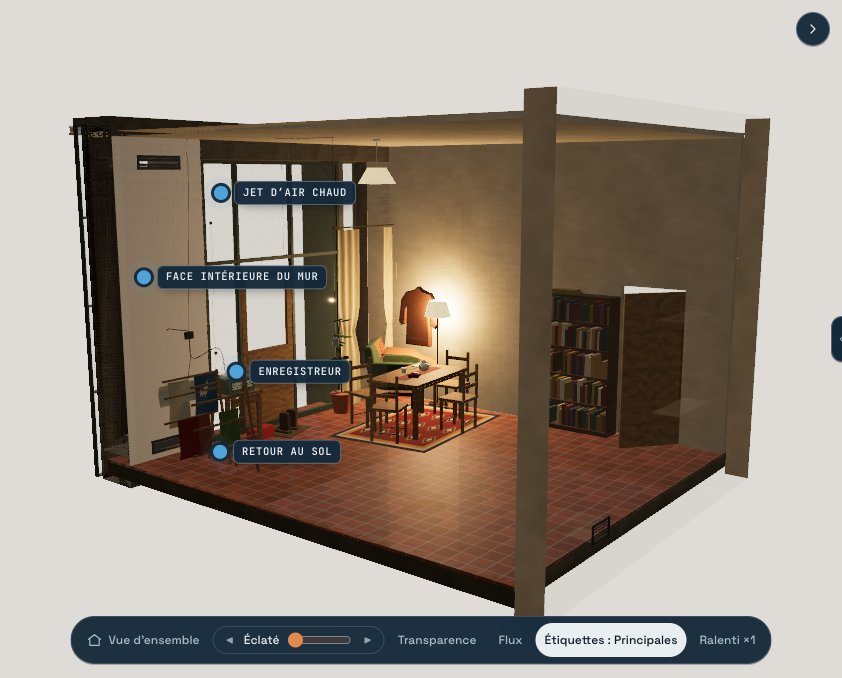 JET D'AIR CHAUD
FACE INTÉRIEURE DU MUR
ENREGISTREUR
RETOUR AU SOL
Vue d'ensemble
Éclaté
Transparence
Flux
Étiquettes : Principales
Ralenti ×1